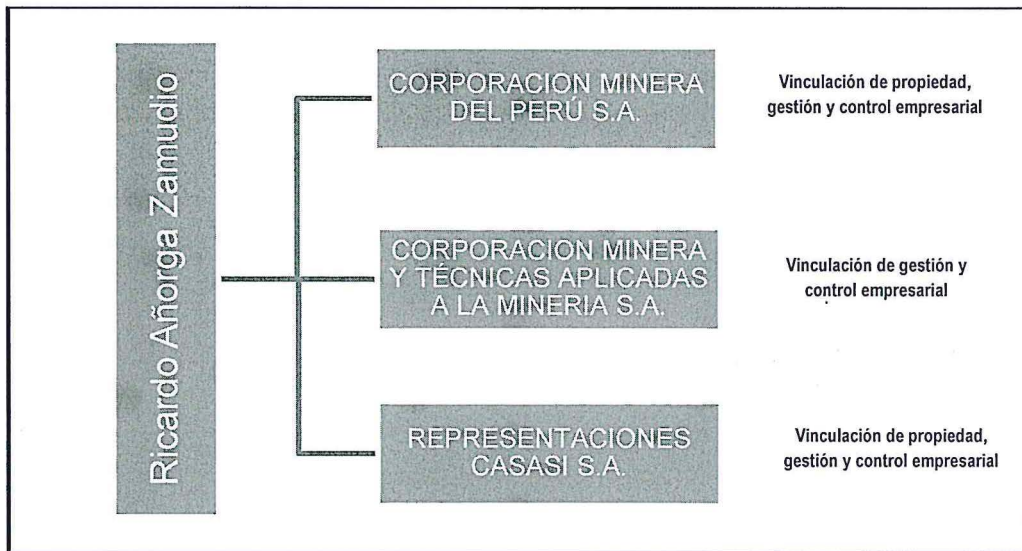 Ricardo Añorga Zamudio
CORPORACION MINERA
DEL PERÚ S.A.
Vinculación de propiedad,
gestión y control empresarial
CORPORACION MINERA
Y TÉCNICAS APLICADAS
A LA MINERIA S.A.
Vinculación de gestión y
control empresarial
REPRESENTACIONES
CASASI S.A.
Vinculación de propiedad,
gestión y control empresarial